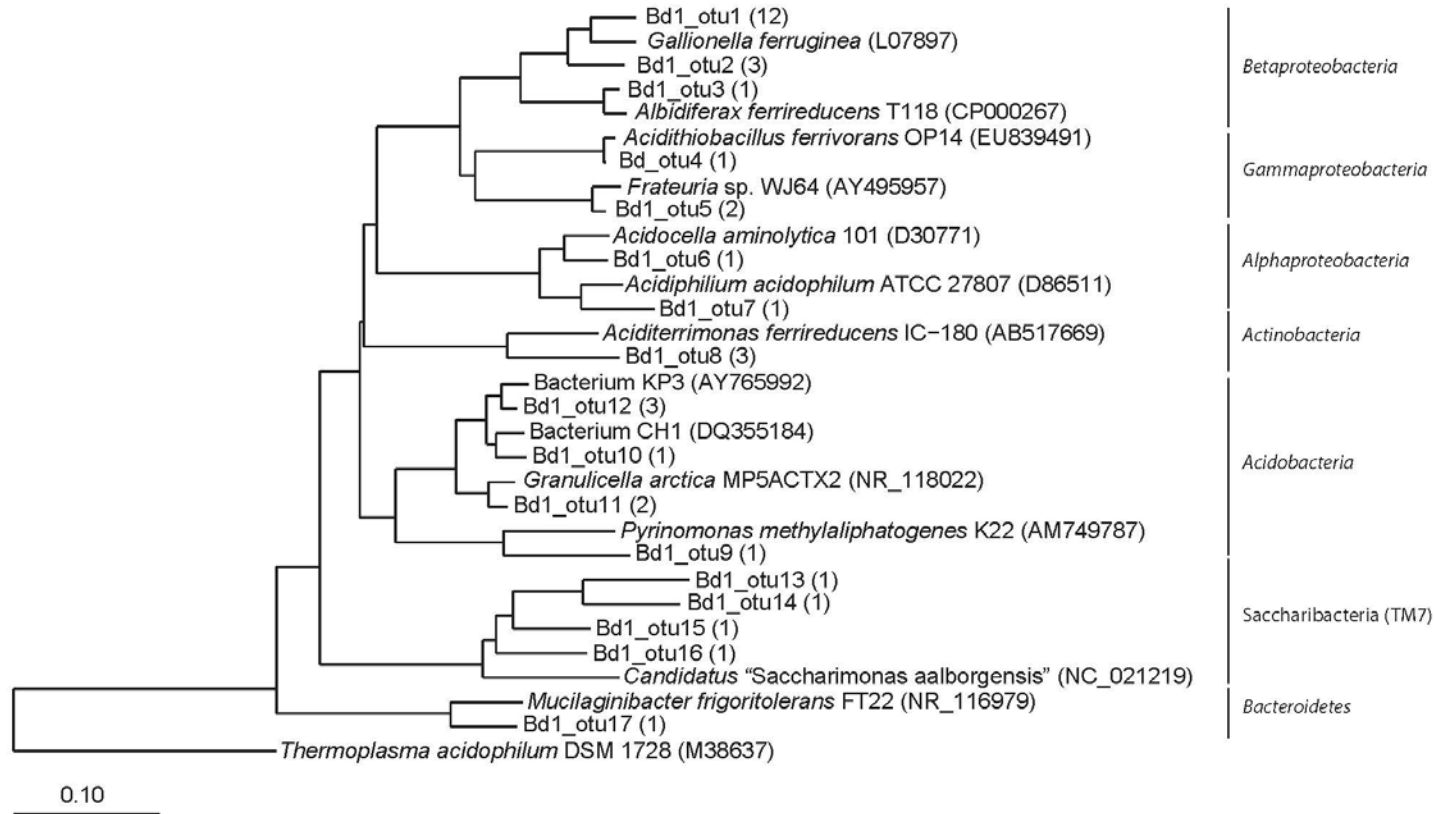 Bd1_otu1 (12)
Gallionella ferruginea (L07897)
Bd1_otu2 (3)
Bd1_otu3 (1)
Albidiferax ferrireducens T118 (CP000267)
Betaproteobacteria
Acidithiobacillus ferrivorans OP14 (EU839491)
Bd_otu4 (1)
Frateuria sp. WJ64 (AY495957)
Bd1_otu5 (2)
Gammaproteobacteria
Acidocella aminolytica 101 (D30771)
Bd1_otu6 (1)
Acidiphilium acidophilum ATCC 27807 (D86511)
Bd1_otu7 (1)
Alphaproteobacteria
Aciditerrimonas ferrireducens IC−180 (AB517669)
Bd1_otu8 (3)
Actinobacteria
Bacterium KP3 (AY765992)
Bd1_otu12 (3)
Bacterium CH1 (DQ355184)
Bd1_otu10 (1)
Granulicella arctica MP5ACTX2 (NR_118022)
Bd1_otu11 (2)
Pyrinomonas methylaliphatogenes K22 (AM749787)
Bd1_otu9 (1)
Acidobacteria
Bd1_otu13 (1)
Bd1_otu14 (1)
Bd1_otu15 (1)
Bd1_otu16 (1)
Candidatus “Saccharimonas aalborgensis” (NC_021219)
Saccharibacteria (TM7)
Mucilaginibacter frigoritolerans FT22 (NR_116979)
Bd1_otu17 (1)
Bacteroidetes
Thermoplasma acidophilum DSM 1728 (M38637)
0.10